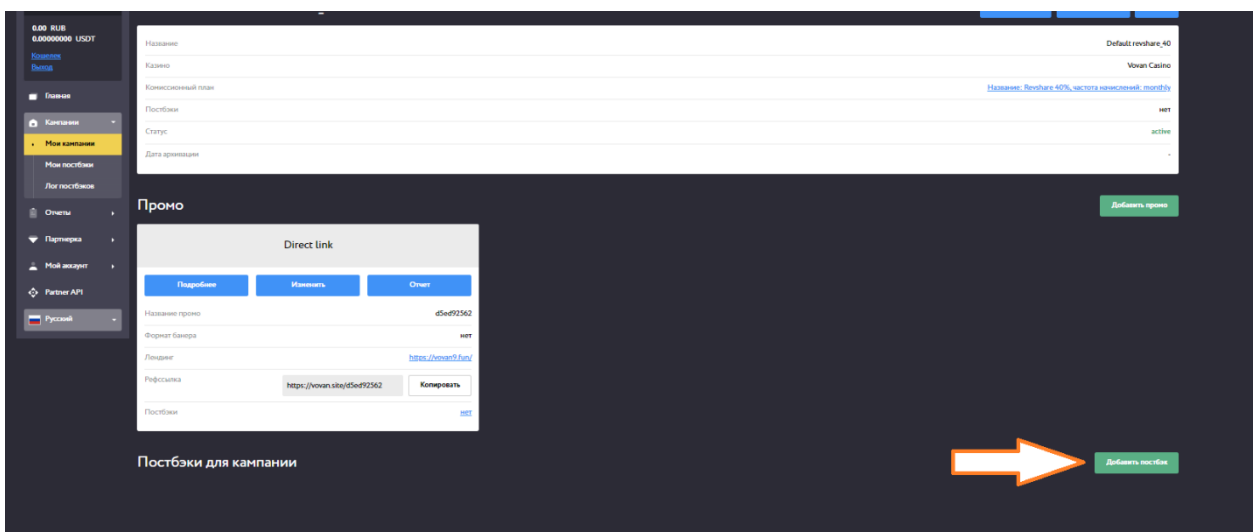 0.00 RUB
0.00000000 USDT
Кошелек
Выход
Главная
Кампании
Мои кампании
Мои постбэки
Лог постбэков
Отчеты
Партнерка
Мой аккаунт
Partner API
Русский
Название Default revshare_40
Казино Vovan Casino
Комиссионный план Название: Revshare 40%, частота начислений: monthly
Постбэки нет
Статус active
Дата архивации -
Промо Добавить промо
Direct link
Подробнее Изменить Отчет
Название промо d5ed92562
Формат банера нет
Лендинг https://vovan9.fun/
Рефссылка https://vovan.site/d5ed92562 Копировать
Постбэки нет
Постбэки для кампании Добавить постбэк